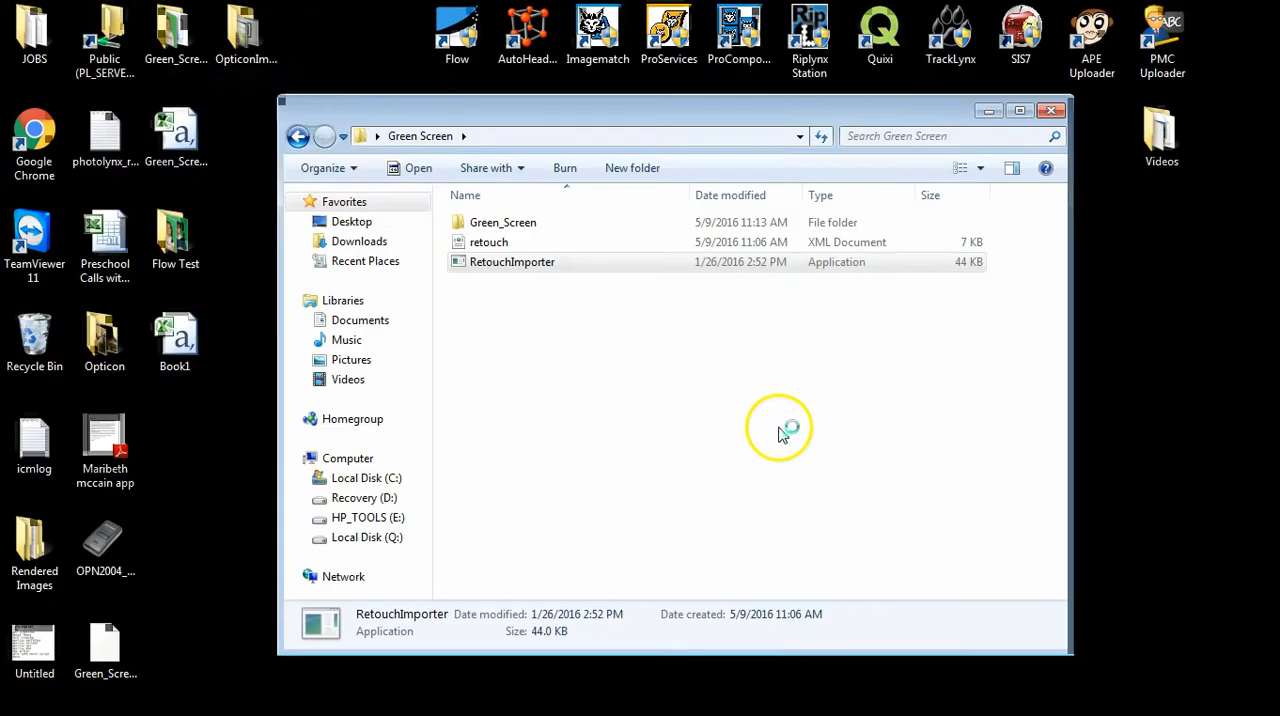 JOBS
Public
(PL_SERVE...
Green_Scre...
OpticonIm...
Flow
AutoHead...
Imagematch
ProServices
ProCompo...
Riplynx
Station
Quixi
TrackLynx
SIS7
APE
Uploader
ABC
PMC
Uploader
Google
Chrome
photolynx_r...
Green_Scre...
Videos
TeamViewer
11
Preschool
Calls wit...
Flow Test
Recycle Bin
Opticon
Book1
icmlog
Maribeth
mccain app
Rendered
Images
OPN2004_...
Untitled
Green_Scre...
Green Screen
Search Green Screen
Organize
Open
Share with
Burn
New folder
Favorites
Desktop
Downloads
Recent Places
Libraries
Documents
Music
Pictures
Videos
Homegroup
Computer
Local Disk (C:)
Recovery (D:)
HP_TOOLS (E:)
Local Disk (Q:)
Network
Name Date modified Type Size
Green_Screen 5/9/2016 11:13 AM File folder
retouch 5/9/2016 11:06 AM XML Document 7 KB
RetouchImporter 1/26/2016 2:52 PM Application 44 KB
RetouchImporter Date modified: 1/26/2016 2:52 PM Date created: 5/9/2016 11:06 AM
Application Size: 44.0 KB